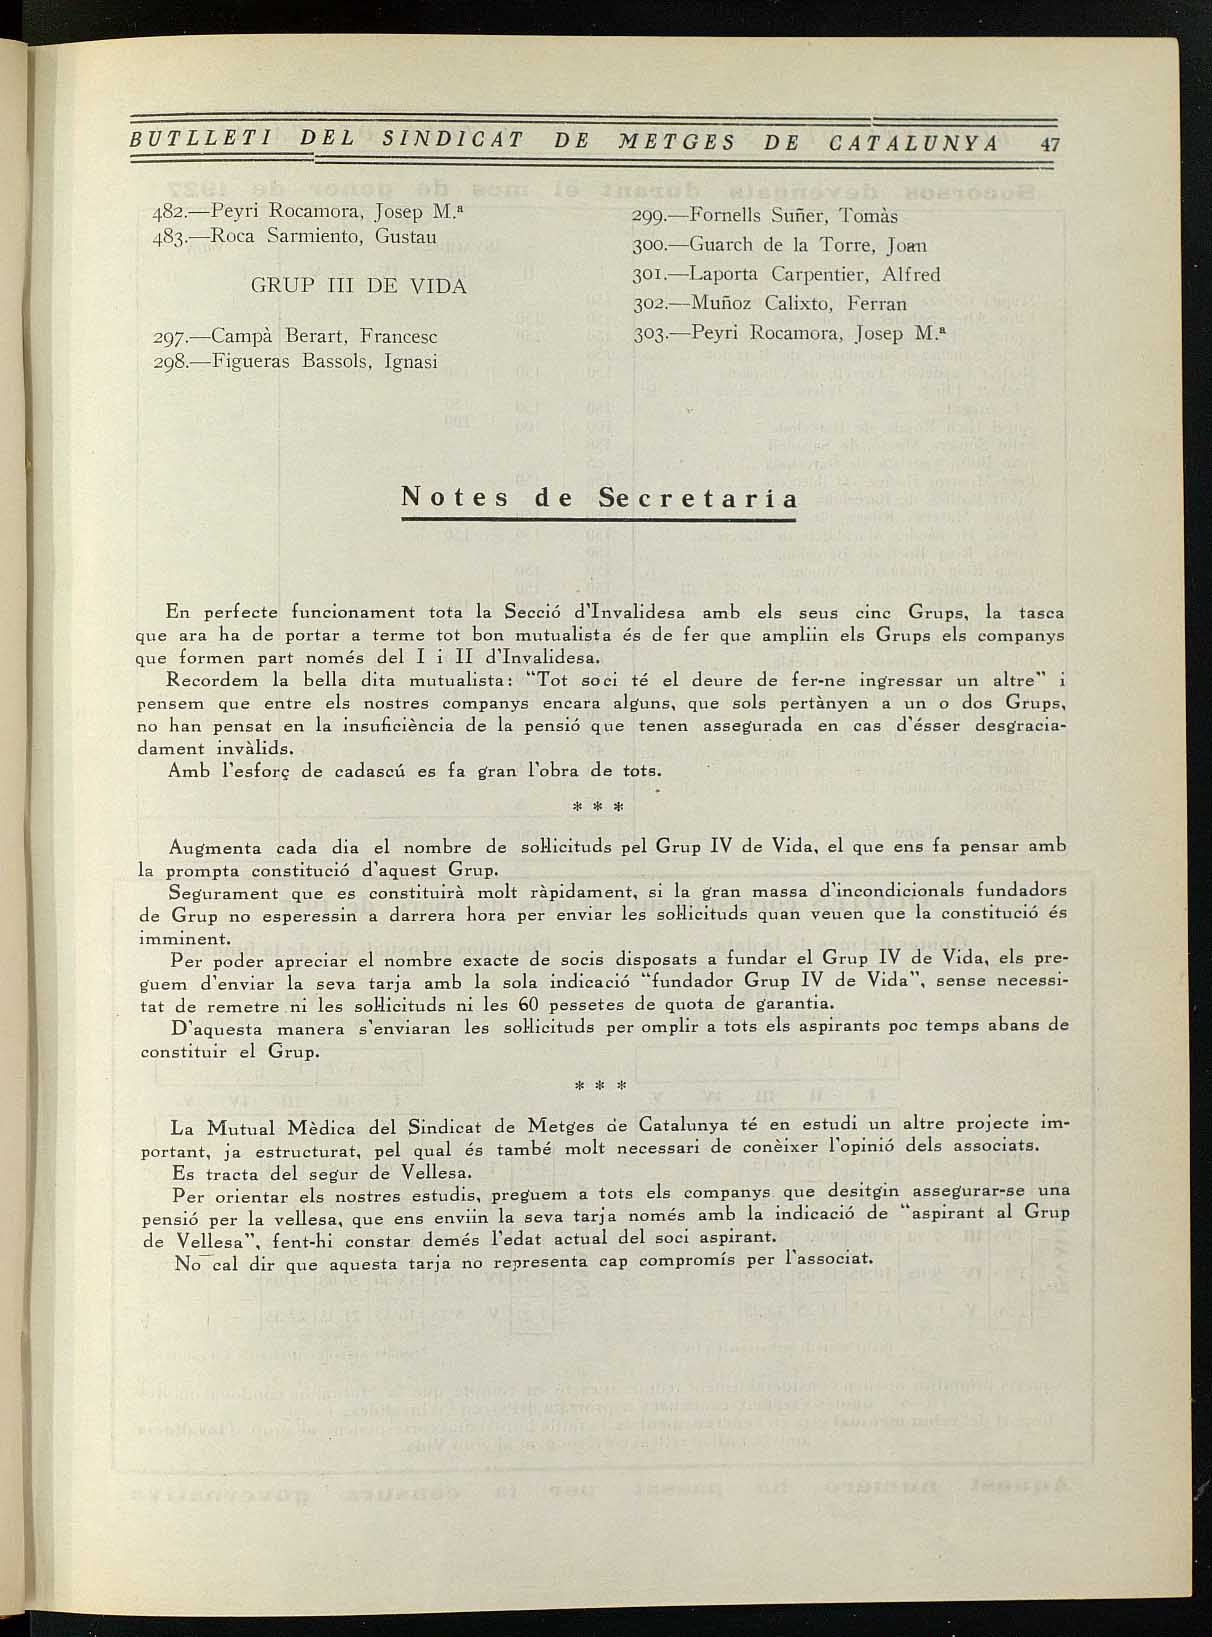 BUTLLETI DEL SINDICAT DE METGES DE CATALUNYA 47
482.—Peyri Rocamora, Josep M.ª
483.—Roca Sarmiento, Gustau
GRUP III DE VIDA
297.—Campà Berart, Francesc
298.—Figueras Bassols, Ignasi
299.—Fornells Suñer, Tomàs
300.—Guarch de la Torre, Joan
301.—Laporta Carpentier, Alfred
302.—Muñoz Calixto, Ferran
303.—Peyri Rocamora, Josep M.ª
Notes de Secretaria
En perfecte funcionament tota la Secció d'Invalidesa amb els seus cinc Grups, la tasca
que ara ha de portar a terme tot bon mutualista és de fer que ampliin els Grups els companys
que formen part només del I i II d'Invalidesa.
Recordem la bella dita mutualista: "Tot soci té el deure de fer-ne ingressar un altre" i
pensem que entre els nostres companys encara alguns, que sols pertànyen a un o dos Grups,
no han pensat en la insuficiència de la pensió que tenen assegurada en cas d'ésser desgracia-
dament invàlids.
Amb l'esforç de cadascú es fa gran l'obra de tots.
* * *
Augmenta cada dia el nombre de sol·licituds pel Grup IV de Vida, el que ens fa pensar amb
la prompta constitució d'aquest Grup.
Segurament que es constituirà molt ràpidament, si la gran massa d'incondicionals fundadors
de Grup no esperessin a darrera hora per enviar les sol·licituds quan veuen que la constitució és
imminent.
Per poder apreciar el nombre exacte de socis disposats a fundar el Grup IV de Vida, els pre-
guem d'enviar la seva tarja amb la sola indicació "fundador Grup IV de Vida", sense necessi-
tat de remetre ni les sol·licituds ni les 60 pessetes de quota de garantia.
D'aquesta manera s'enviaran les sol·licituds per omplir a tots els aspirants poc temps abans de
constituir el Grup.
* * *
La Mutual Mèdica del Sindicat de Metges de Catalunya té en estudi un altre projecte im-
portant, ja estructurat, pel qual és també molt necessari de conèixer l'opinió dels associats.
Es tracta del segur de Vellesa.
Per orientar els nostres estudis, preguem a tots els companys que desitgin assegurar-se una
pensió per la vellesa, que ens enviin la seva tarja només amb la indicació de "aspirant al Grup
de Vellesa", fent-hi constar demés l'edat actual del soci aspirant.
No cal dir que aquesta tarja no representa cap compromís per l'associat.